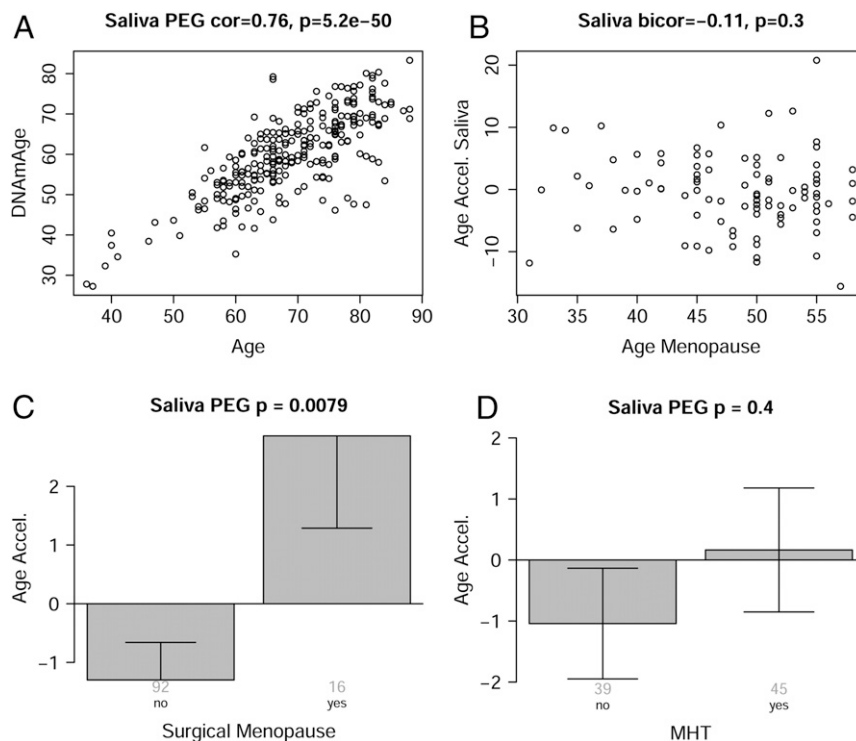 A
Saliva PEG cor=0.76, p=5.2e−50
DNAmAge
80
70
60
50
40
30
40 50 60 70 80 90
Age
B
Saliva bicor=−0.11, p=0.3
Age Accel. Saliva
20
10
0
−10
30 35 40 45 50 55
Age Menopause
C
Saliva PEG p = 0.0079
Age Accel.
2
1
0
−1
92 16
no yes
Surgical Menopause
D
Saliva PEG p = 0.4
Age Accel.
2
1
0
−1
−2
39 45
no yes
MHT